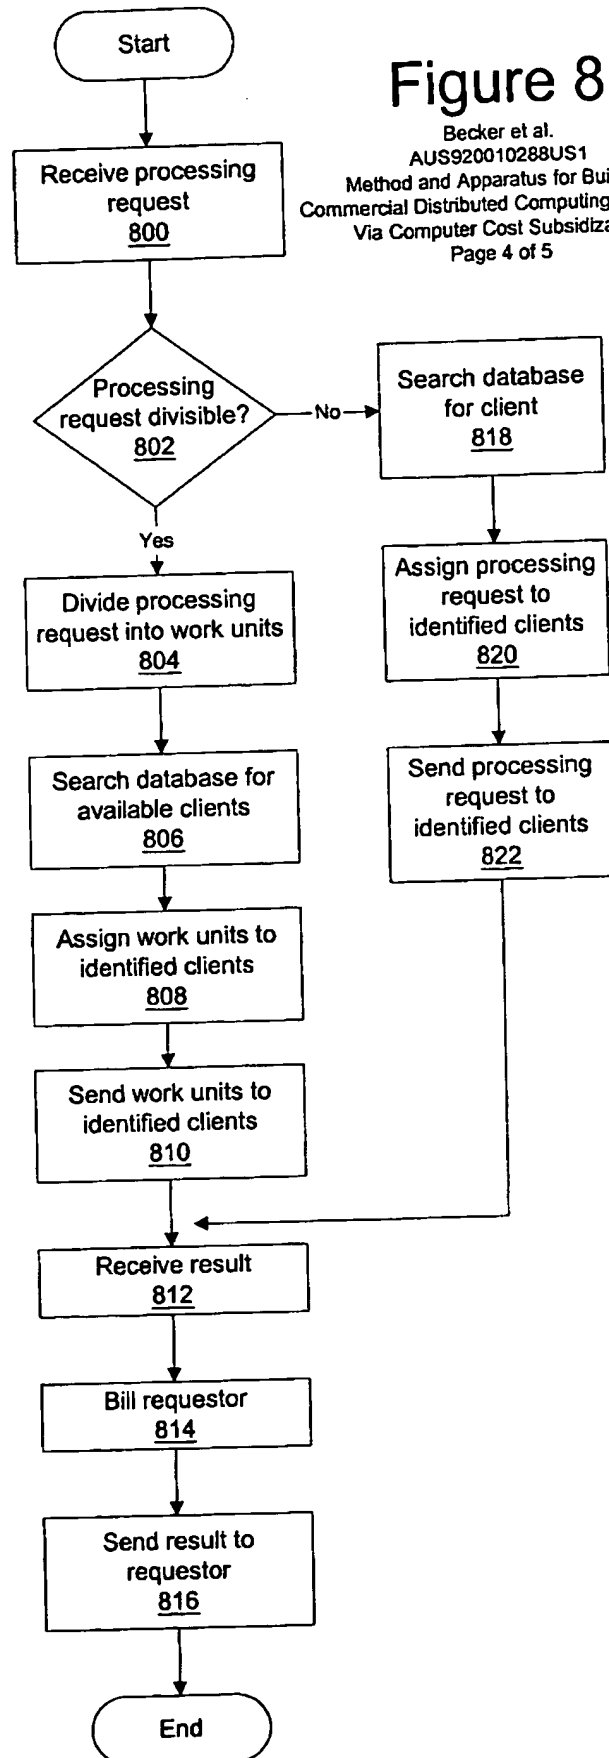 Start
Figure 8
Becker et al.
AUS920010288US1
Method and Apparatus for
Commercial Distributed Computing
Via Computer Cost
Page 4 of 5
Receive processing
request
800
Processing
request divisible?
802
No
Yes
Search database
for client
818
Assign processing
request to
identified clients
820
Send processing
request to
identified clients
822
Divide processing
request into work units
804
Search database for
available clients
806
Assign work units to
identified clients
808
Send work units to
identified clients
810
Receive result
812
Bill requestor
814
Send result to
requestor
816
End